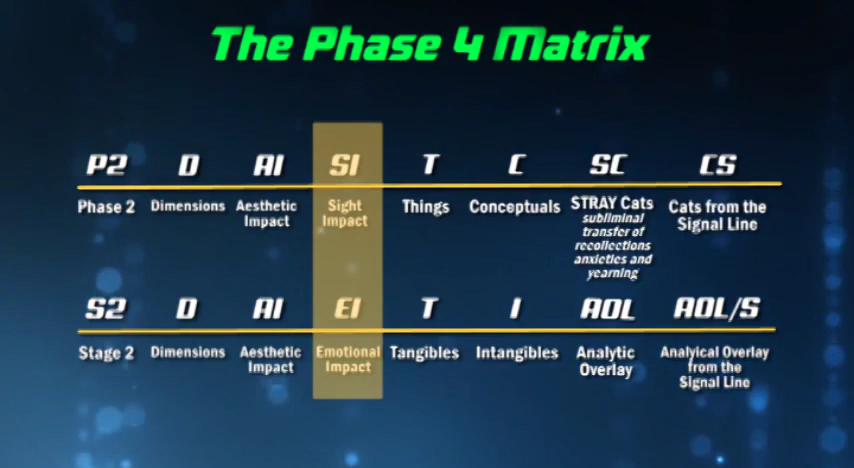 The Phase 4 Matrix
P2 D AI SI T C SC CS
Phase 2 Dimensions Aesthetic Sight Things Conceptuals STRAY Cats Cats from the
Impact Impact subliminal Signal Line
transfer of
recollections
anxieties and
yearning
S2 D AI EI T I AOL AOL/S
Stage 2 Dimensions Aesthetic Emotional Tangibles Intangibles Analytic Analyical Overlay
Impact Impact Overlay from the
Signal Line